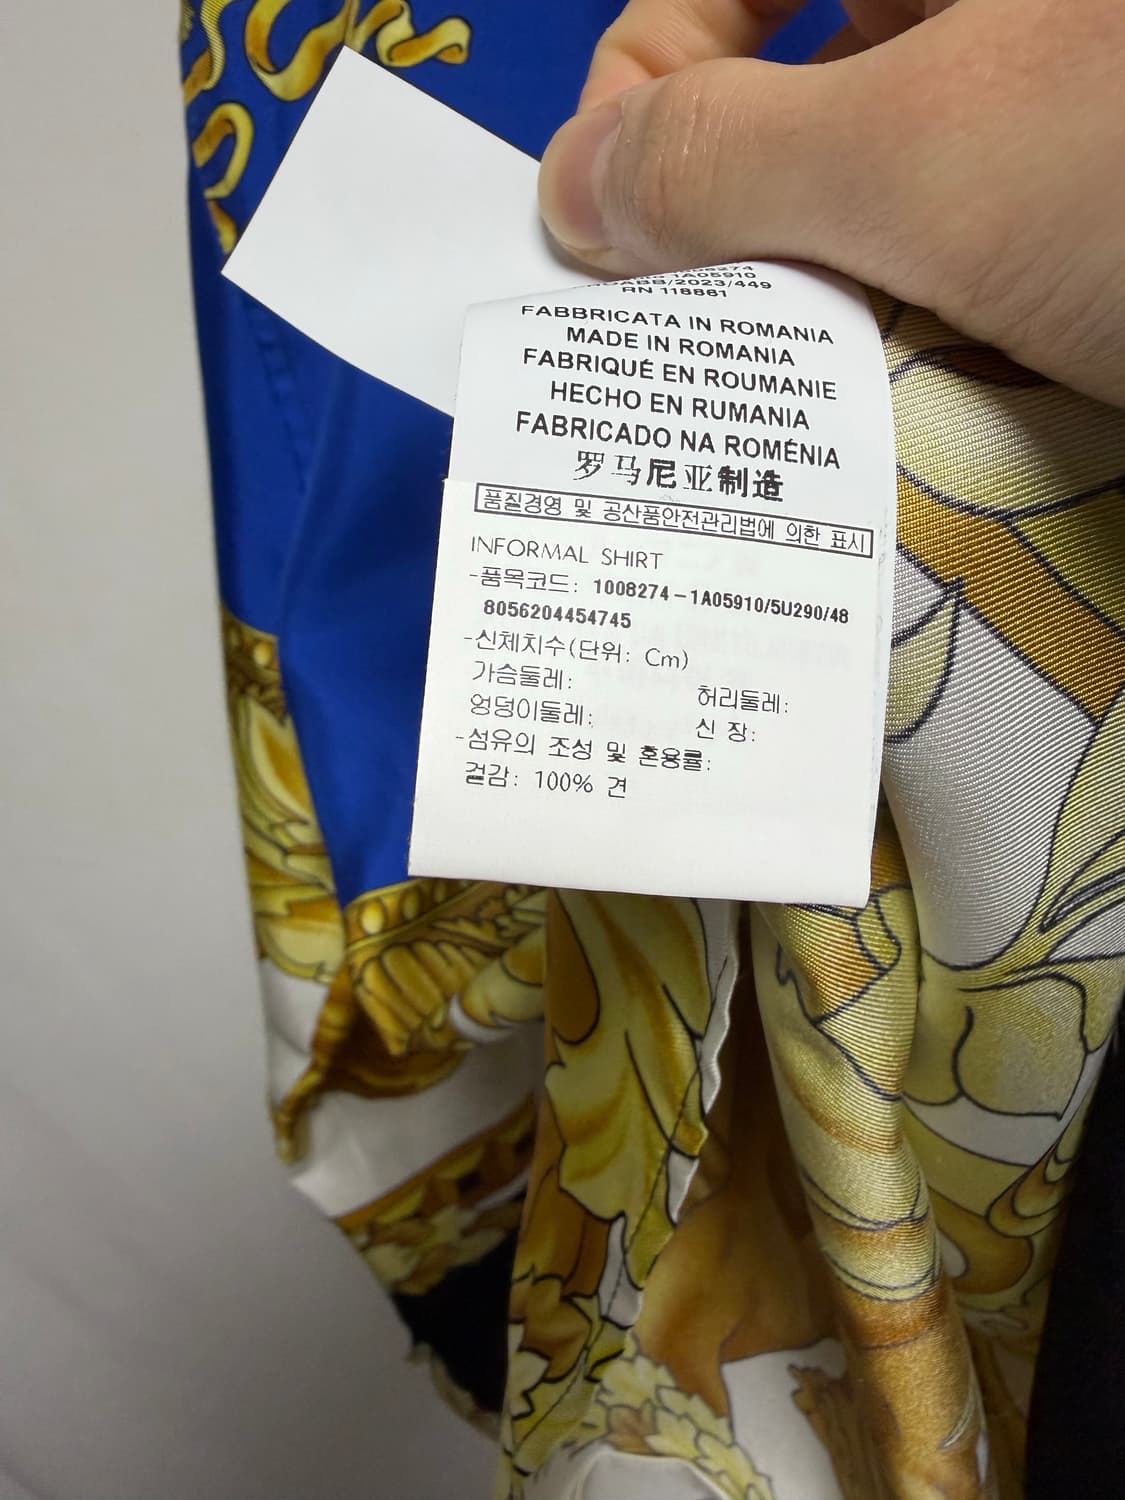 1A05910
/2023/449
RN 118861
FABBRICATA IN ROMANIA
MADE IN ROMANIA
FABRIQUÉ EN ROUMANIE
HECHO EN RUMANIA
FABRICADO NA ROMÉNIA
罗马尼亚制造
품질경영 및 공산품안전관리법에 의한 표시
INFORMAL SHIRT
-품목코드: 1008274-1A05910/5U290/48
8056204454745
-신체치수(단위: Cm)
가슴둘레: 허리둘레:
엉덩이둘레: 신 장:
-섬유의 조성 및 혼용률:
겉감: 100% 견